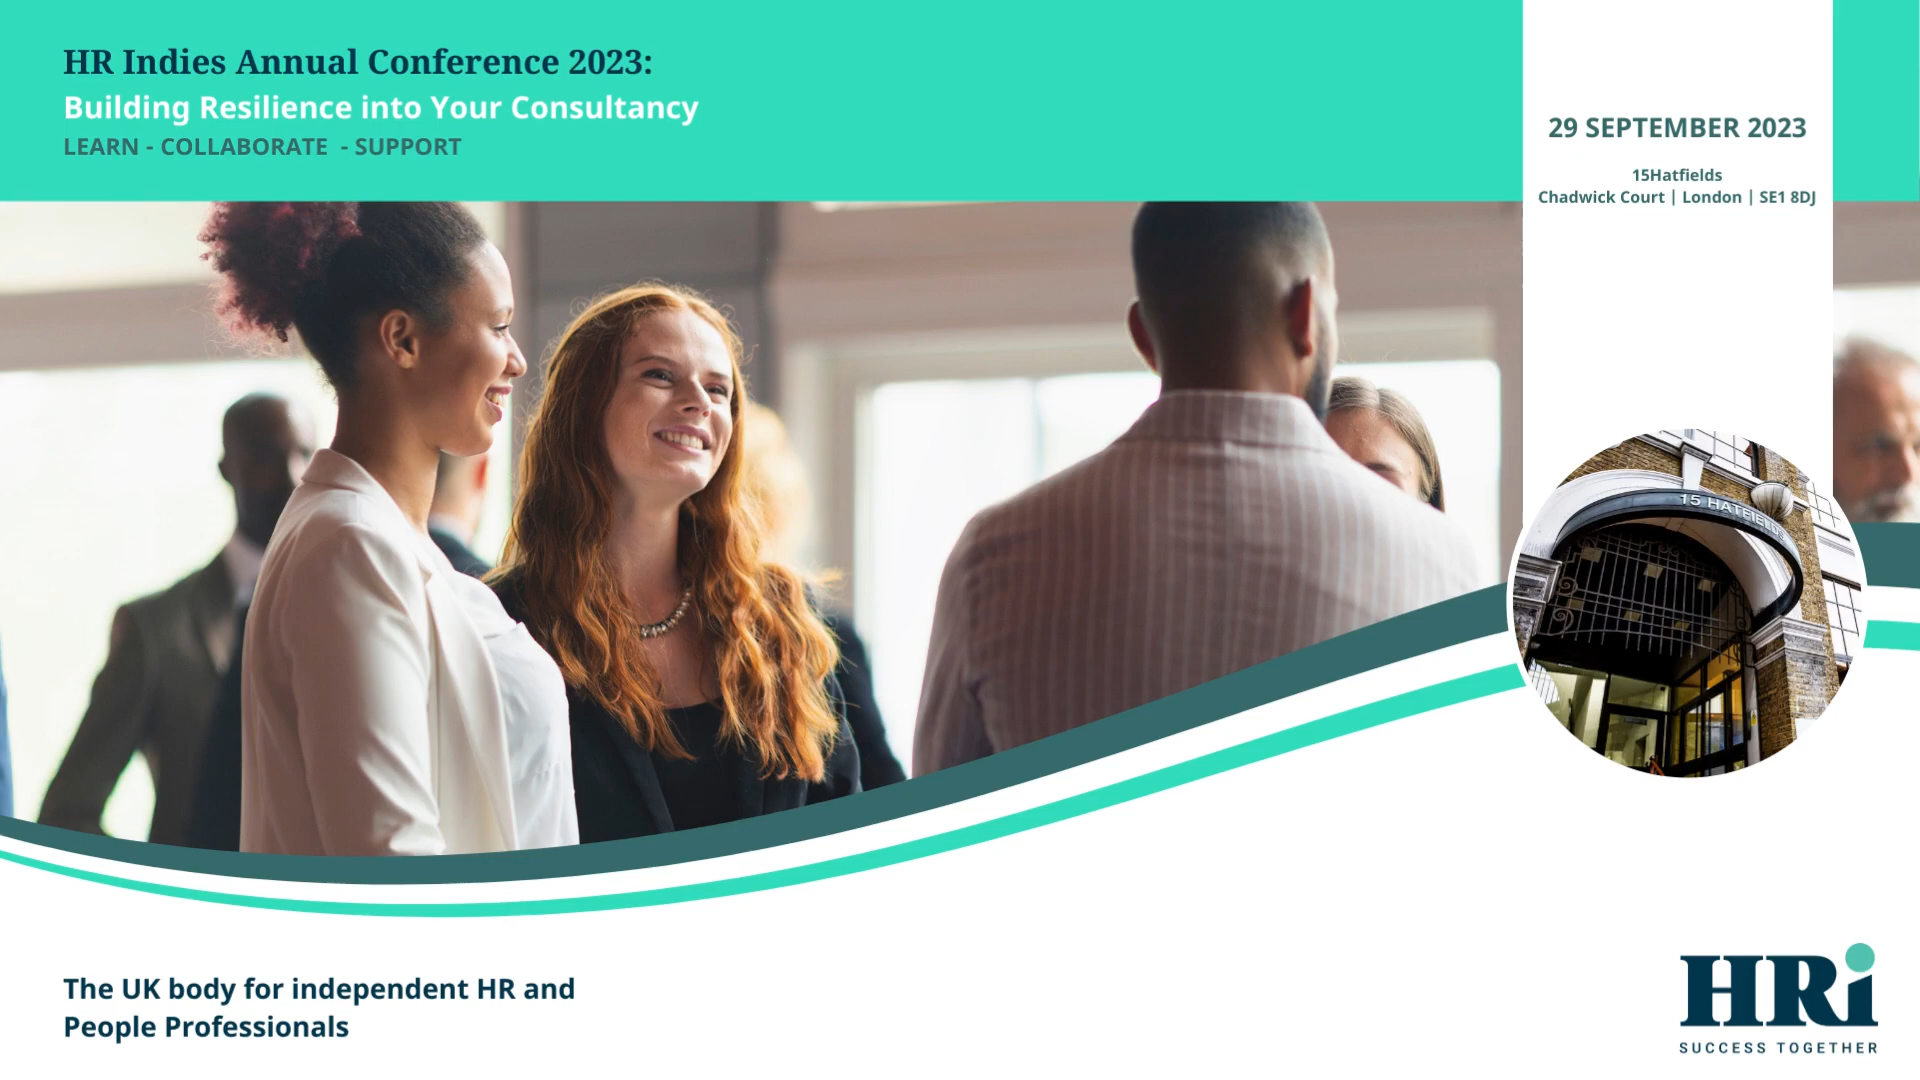 HR Indies Annual Conference 2023:
Building Resilience into Your Consultancy
LEARN - COLLABORATE - SUPPORT
29 SEPTEMBER 2023
15Hatfields
Chadwick Court | London | SE1 8DJ
15 HATFIELDS
The UK body for independent HR and
People Professionals
HRi
SUCCESS TOGETHER